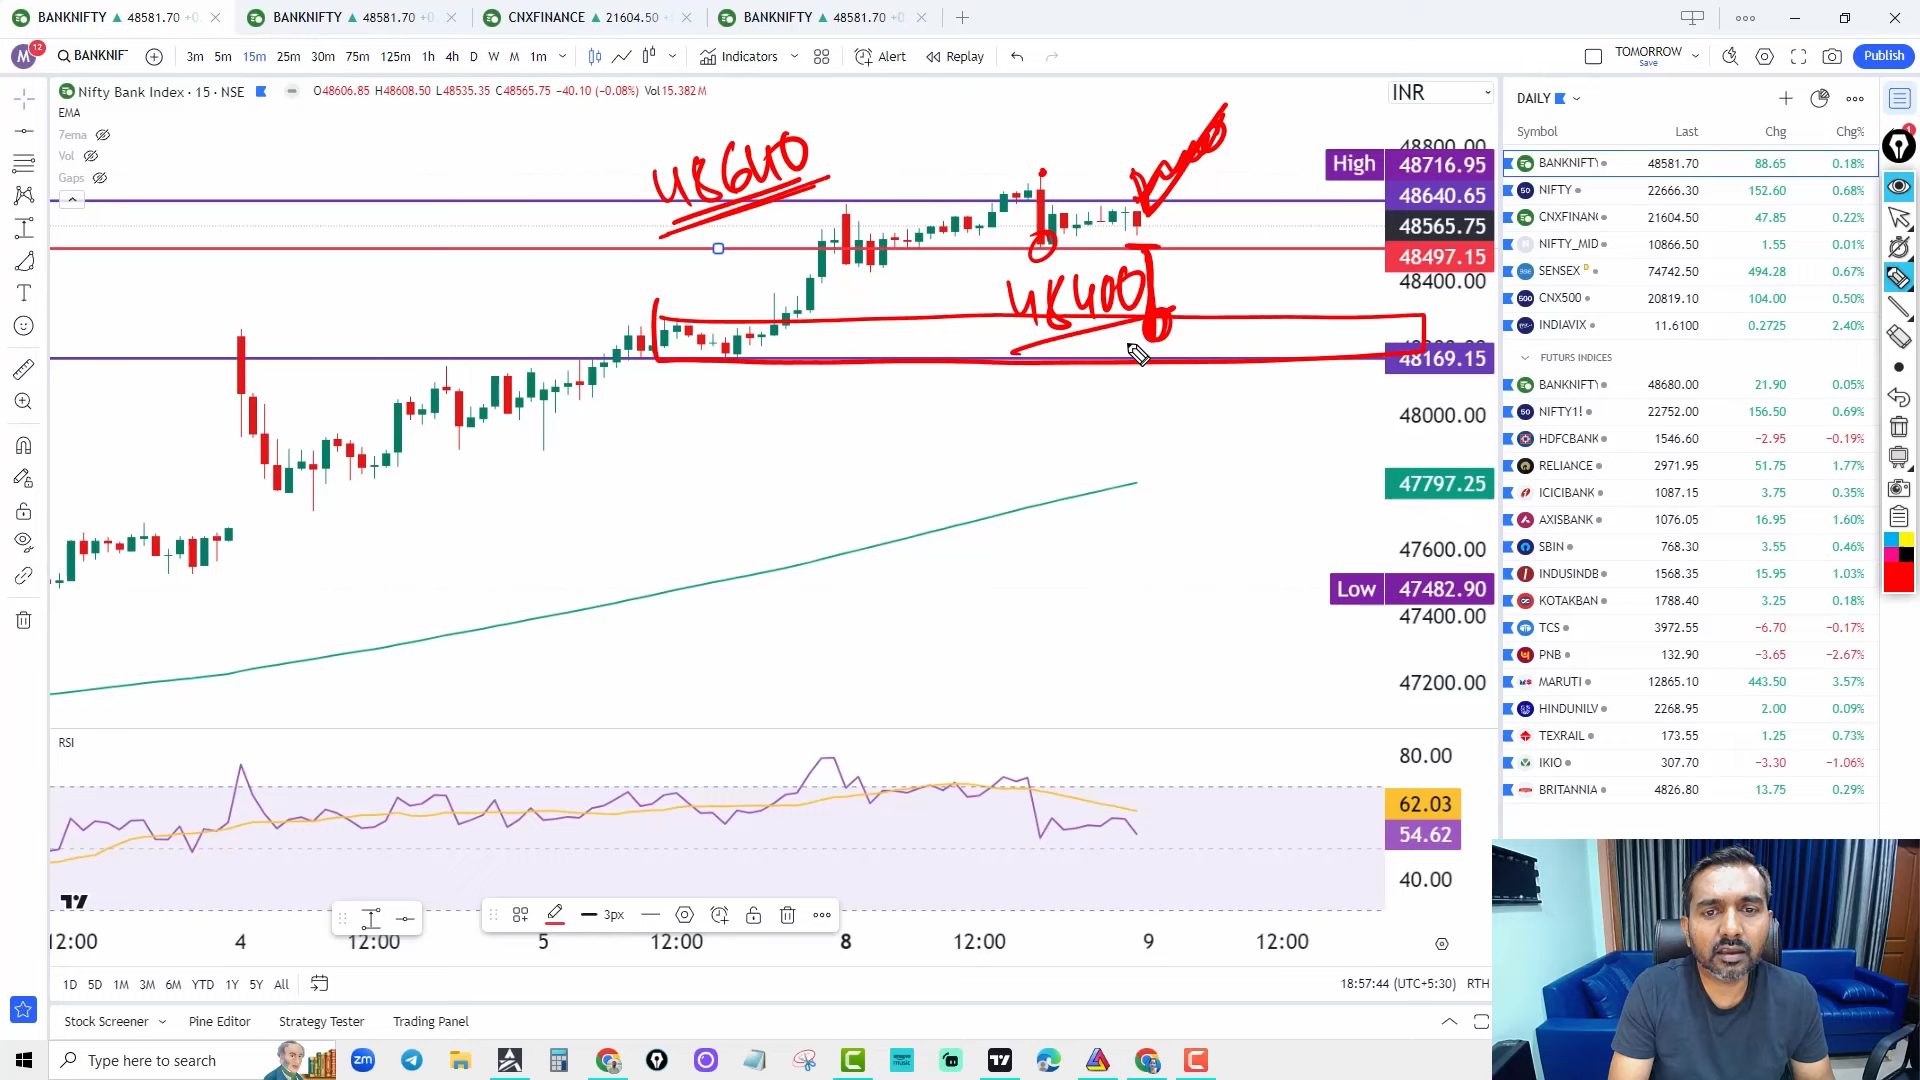 BANKNIFTY ▲ 48581.70 +0.
BANKNIFTY ▲ 48581.70 +0
CNXFINANCE ▲ 21604.50
BANKNIFTY ▲ 48581.70 +0
M 12
BANKNIF 3m 5m 15m 25m 30m 75m 125m 1h 4h D W M 1m Indicators Alert Replay TOMORROW Save Publish
Nifty Bank Index · 15 · NSE O48606.85 H48608.50 L48535.35 C48565.75 −40.10 (−0.08%) Vol15.382M
EMA
7ema
Vol
Gaps
48640
48400
INR
48800.00
High 48716.95
48640.65
48565.75
48497.15
48400.00
48169.15
48000.00
47797.25
47600.00
Low 47482.90
47400.00
47200.00
RSI
80.00
62.03
54.62
40.00
3px
12:00 4 12:00 5 12:00 8 12:00 9 12:00
1D 5D 1M 3M 6M YTD 1Y 5Y All
18:57:44 (UTC+5:30) RTH
Stock Screener Pine Editor Strategy Tester Trading Panel
Type here to search
DAILY
Symbol Last Chg Chg%
BANKNIFTY 48581.70 88.65 0.18%
NIFTY 22666.30 152.60 0.68%
CNXFINAN 21604.50 47.85 0.22%
NIFTY_MID 10866.50 1.55 0.01%
SENSEX D 74742.50 494.28 0.67%
CNX500 20819.10 104.00 0.50%
INDIAVIX 11.6100 0.2725 2.40%
FUTURS INDICES
BANKNIFTY 48680.00 21.90 0.05%
NIFTY1! 22752.00 156.50 0.69%
HDFCBANK 1546.60 −2.95 −0.19%
RELIANCE 2971.95 51.75 1.77%
ICICIBANK 1087.15 3.75 0.35%
AXISBANK 1076.05 16.95 1.60%
SBIN 768.30 3.55 0.46%
INDUSINDB 1568.35 15.95 1.03%
KOTAKBAN 1788.40 3.25 0.18%
TCS 3972.55 −6.70 −0.17%
PNB 132.90 −3.65 −2.67%
MARUTI 12865.10 443.50 3.57%
HINDUNILV 2268.95 2.00 0.09%
TEXRAIL 173.55 1.25 0.73%
IKIO 307.70 −3.30 −1.06%
BRITANNIA 4826.80 13.75 0.29%